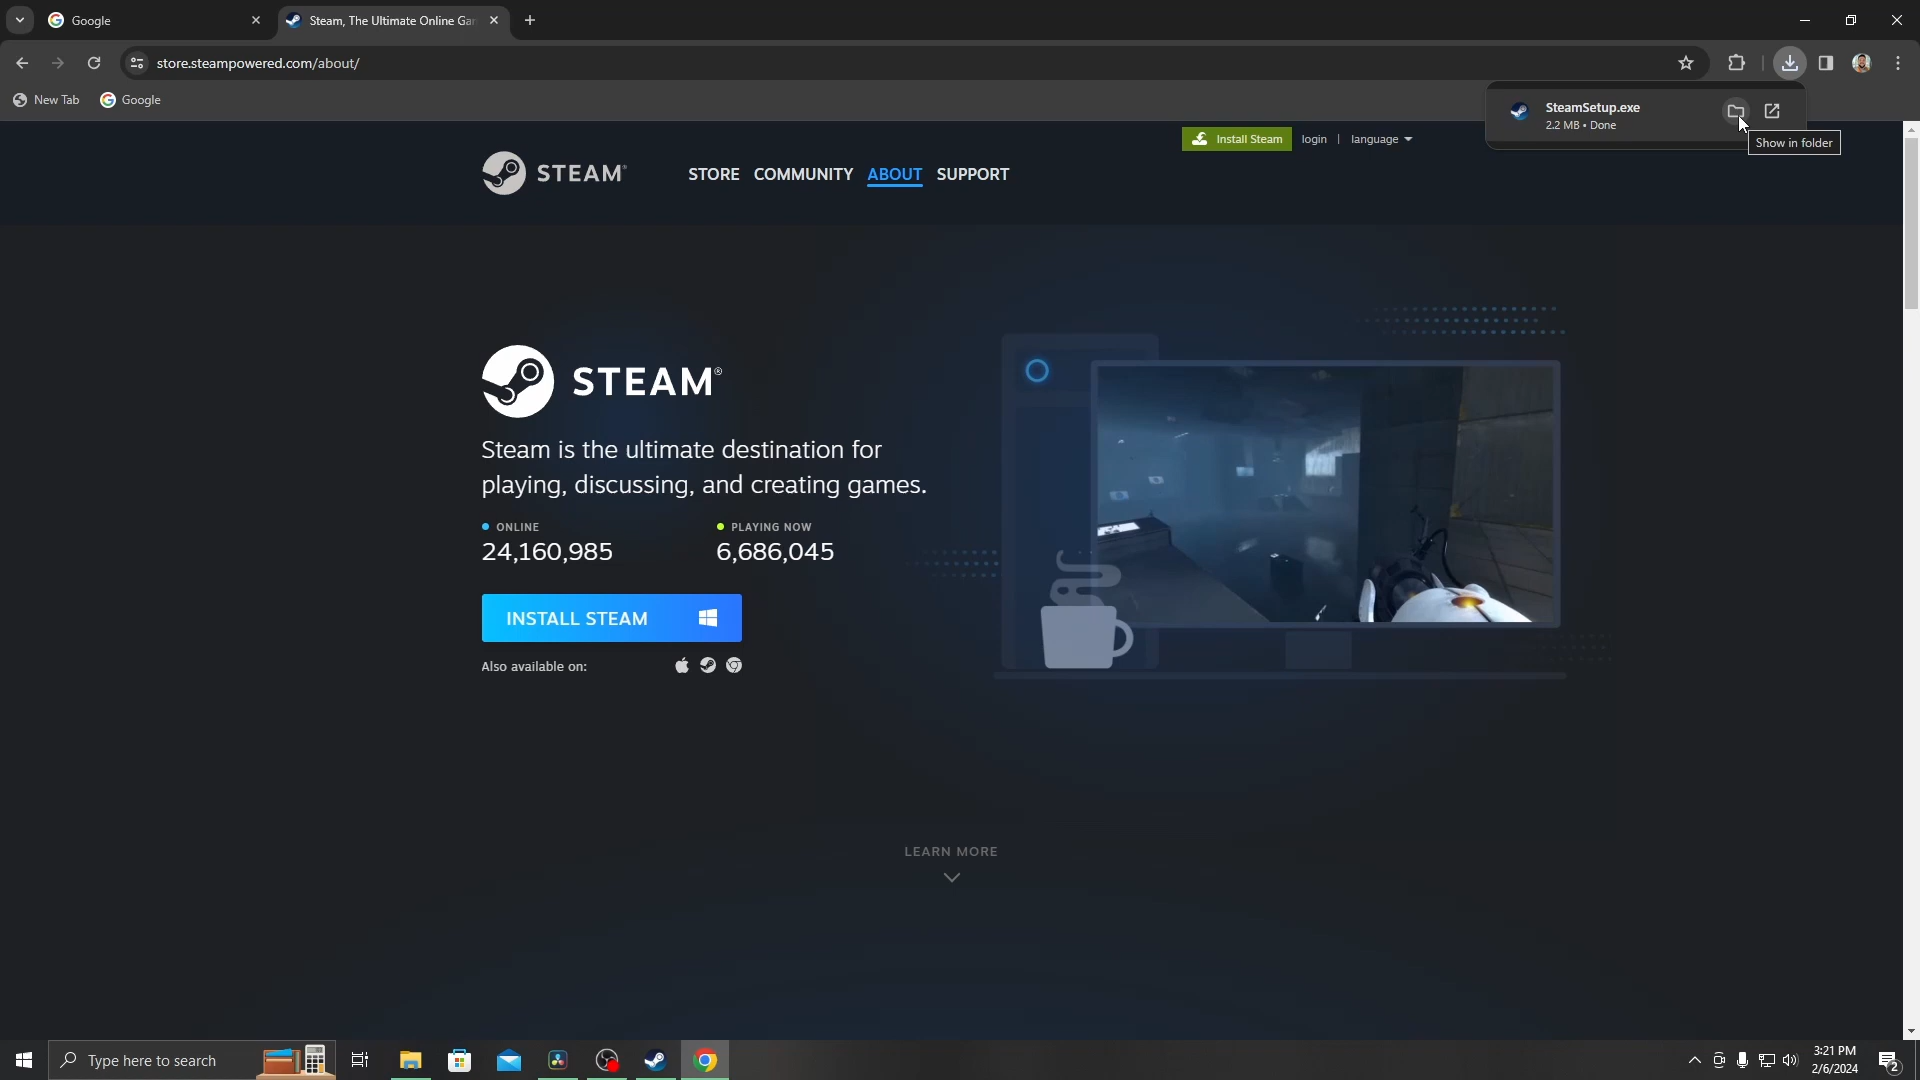 Google
Steam, The Ultimate Online Gam
store.steampowered.com/about/
New Tab
Google
SteamSetup.exe
2.2 MB • Done
Show in folder
Install Steam
login | language
STEAM®
STORE COMMUNITY ABOUT SUPPORT
STEAM®
Steam is the ultimate destination for
playing, discussing, and creating games.
ONLINE
PLAYING NOW
24,160,985
6,686,045
INSTALL STEAM
Also available on:
LEARN MORE
Type here to search
3:21 PM
2/6/2024
2